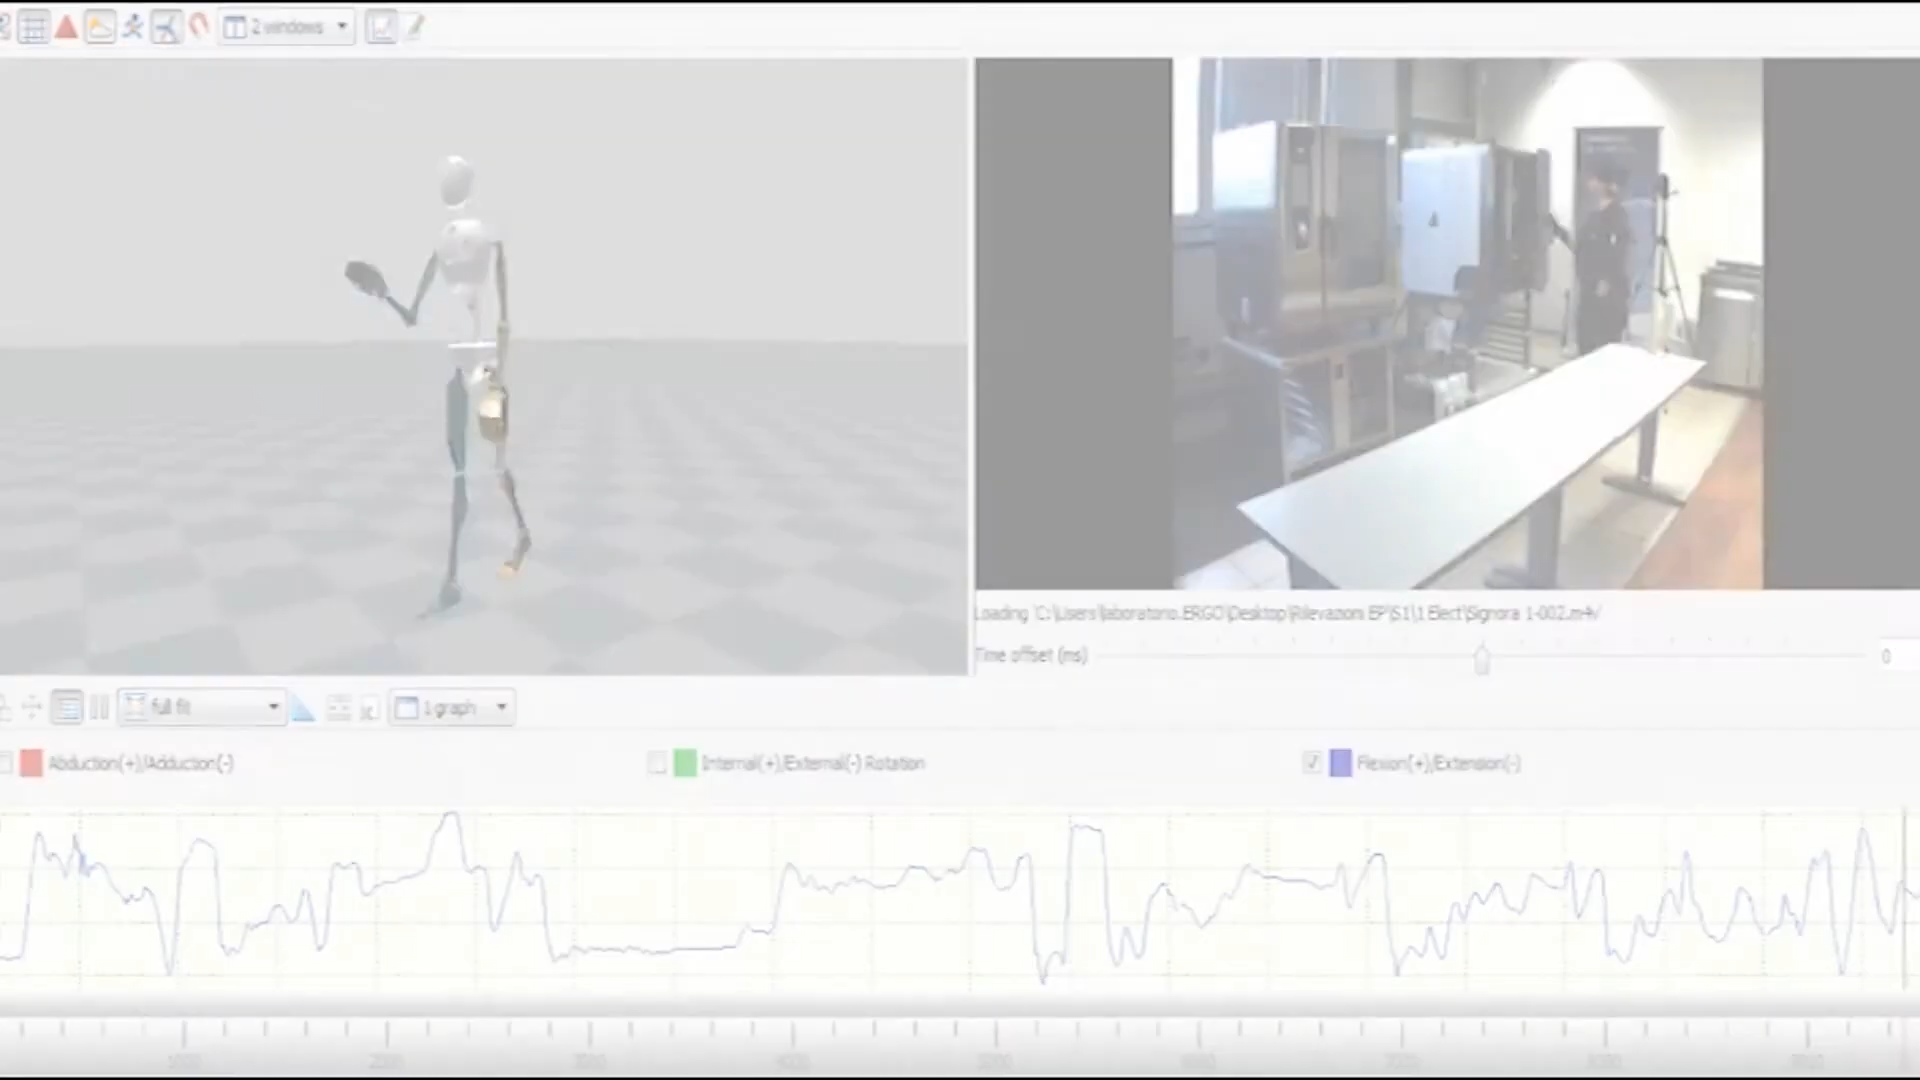 2 windows
Loading 'C:\Users\laboratorio.ERGO\Desktop\Rilevazioni EP\S1\1 Elect\Signora 1-002.m4v'
Time offset (ms)
0
full fit
1 graph
Abduction(+)/Adduction(-)
Internal(+)/External(-) Rotation
Flexion(+)/Extension(-)